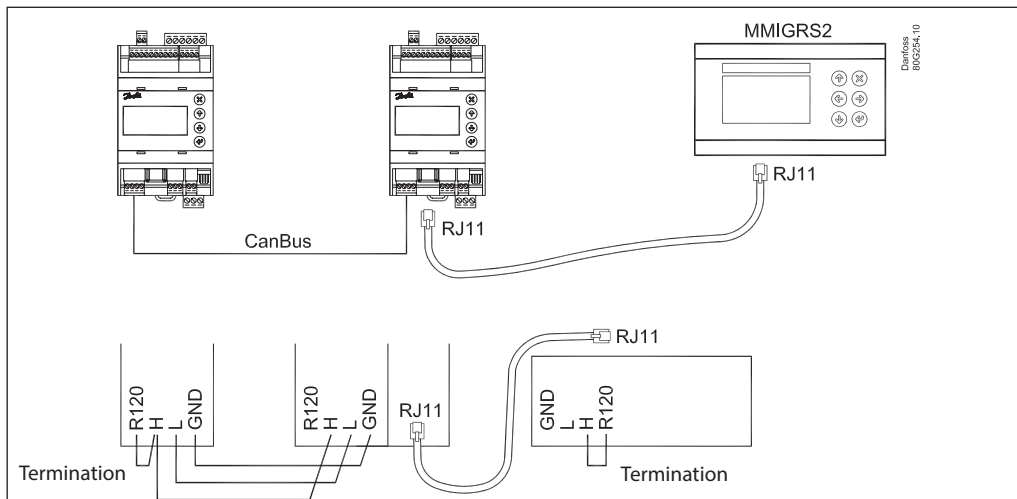 MMIGRS2
Danfoss
80G254.10
RJ11
RJ11
CanBus
RJ11
R120
H
L
GND
R120
H
L
GND
RJ11
GND
L
H
R120
Termination
Termination